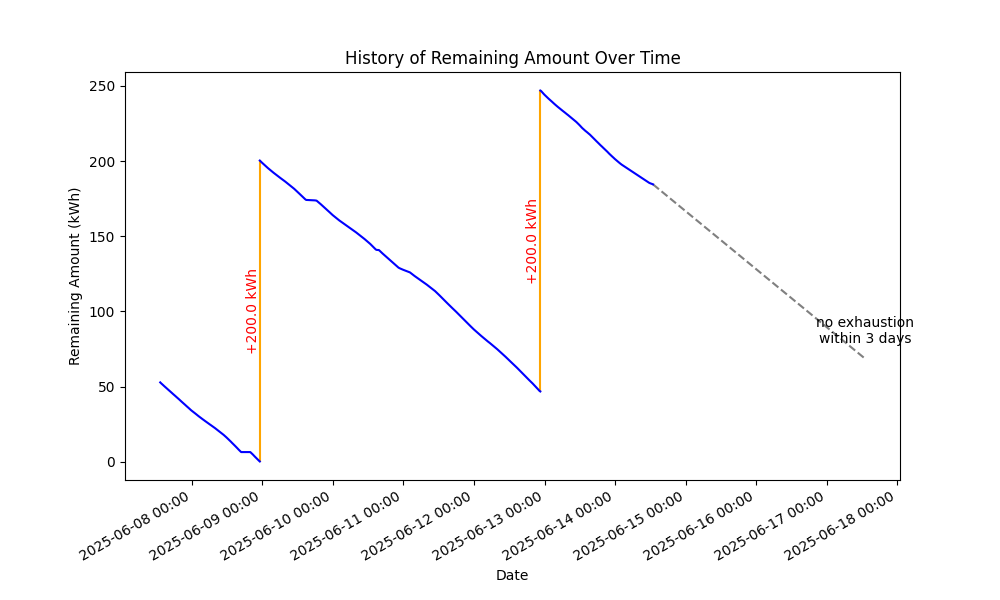 History of Remaining Amount Over Time
Remaining Amount (kWh)
250
200
150
100
50
0
+200.0 kWh
+200.0 kWh
no exhaustion
within 3 days
2025-06-08 00:00
2025-06-09 00:00
2025-06-10 00:00
2025-06-11 00:00
2025-06-12 00:00
2025-06-13 00:00
2025-06-14 00:00
2025-06-15 00:00
2025-06-16 00:00
2025-06-17 00:00
2025-06-18 00:00
Date